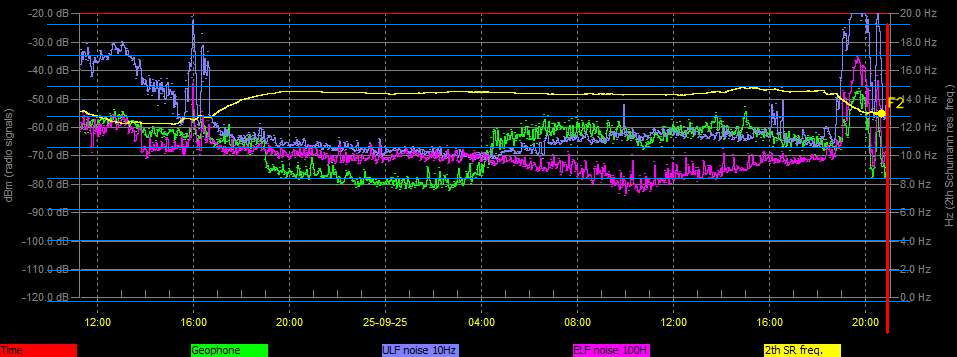 -20.0 dB
20.0 Hz
-30.0 dB
18.0 Hz
-40.0 dB
16.0 Hz
-50.0 dB
14.0 Hz
F2
-60.0 dB
12.0 Hz
-70.0 dB
10.0 Hz
-80.0 dB
8.0 Hz
-90.0 dB
6.0 Hz
-100.0 dB
4.0 Hz
-110.0 dB
2.0 Hz
-120.0 dB
0.0 Hz
dBm (radio signals)
Hz (2th Schumann res. freq.)
12:00 16:00 20:00 25-09-25 04:00 08:00 12:00 16:00 20:00
Time Geophone ULF noise 10Hz ELF noise 100H 2th SR freq.